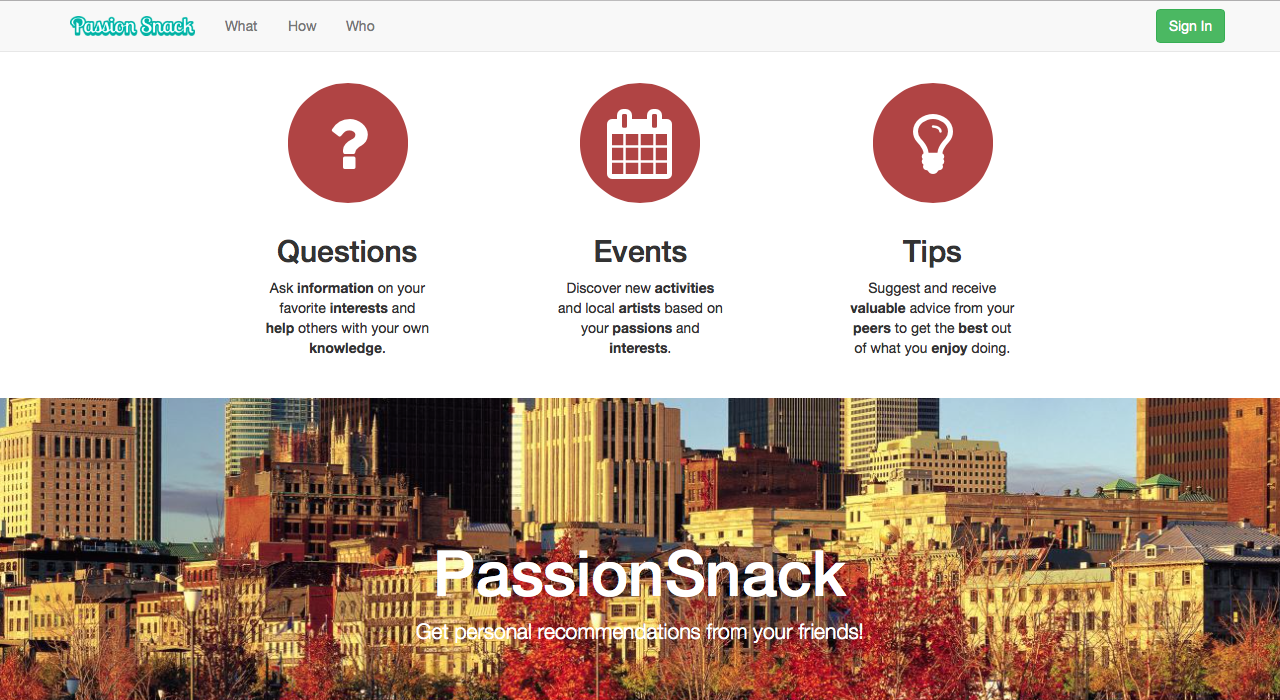 Passion Snack What How Who Sign In
Questions
Ask information on your
favorite interests and
help others with your own
knowledge.
Events
Discover new activities
and local artists based on
your passions and
interests.
Tips
Suggest and receive
valuable advice from your
peers to get the best out
of what you enjoy doing.
PassionSnack
Get personal recommendations from your friends!